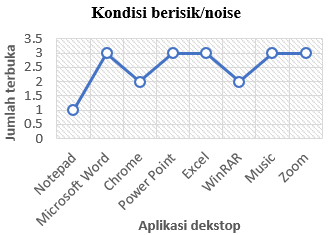 Kondisi berisik/noise
Jumlah terbuka
3.5
3
2.5
2
1.5
1
0.5
0
Notepad
Microsoft Word
Chrome
Power Point
Excel
WinRAR
Music
Zoom
Aplikasi dekstop